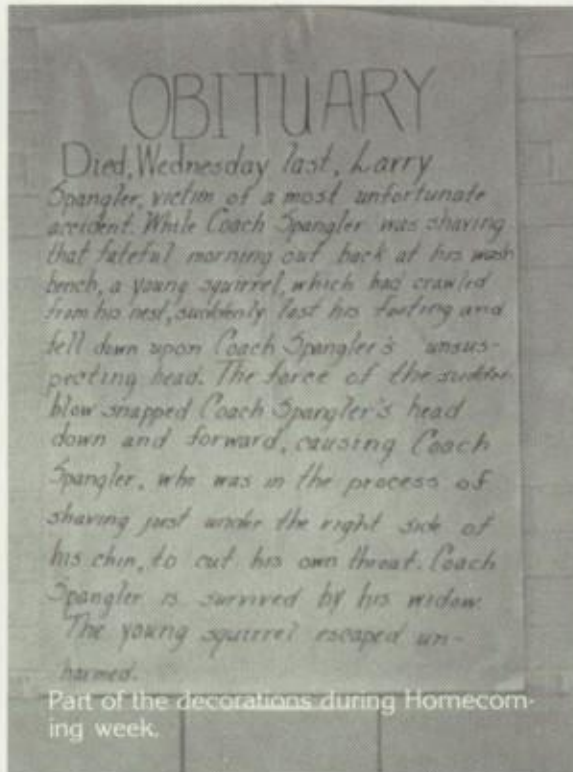 OBITUARY
Died, Wednesday last, Larry
Spangler, victim of a most unfortunate
accident. While Coach Spangler was shaving
that fateful morning out back at his wash
bench, a young squirrel, which had crawled
from his nest, suddenly lost his footing and
fell down upon Coach Spangler's unsus-
pecting head. The force of the sudden
blow snapped Coach Spangler's head
down and forward, causing Coach
Spangler, who was in the process of
shaving just under the right side of
his chin, to cut his own throat. Coach
Spangler is survived by his widow.
The young squirrel escaped un-
harmed.
Part of the decorations during Homecom-
ing week.